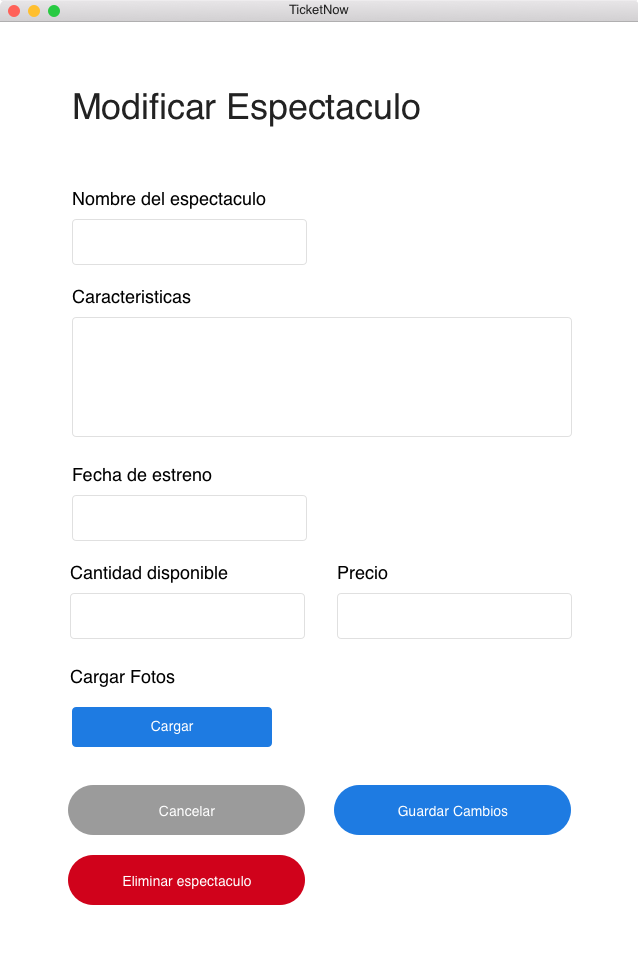 TicketNow
Modificar Espectaculo
Nombre del espectaculo
Caracteristicas
Fecha de estreno
Cantidad disponible
Precio
Cargar Fotos
Cargar
Cancelar
Guardar Cambios
Eliminar espectaculo